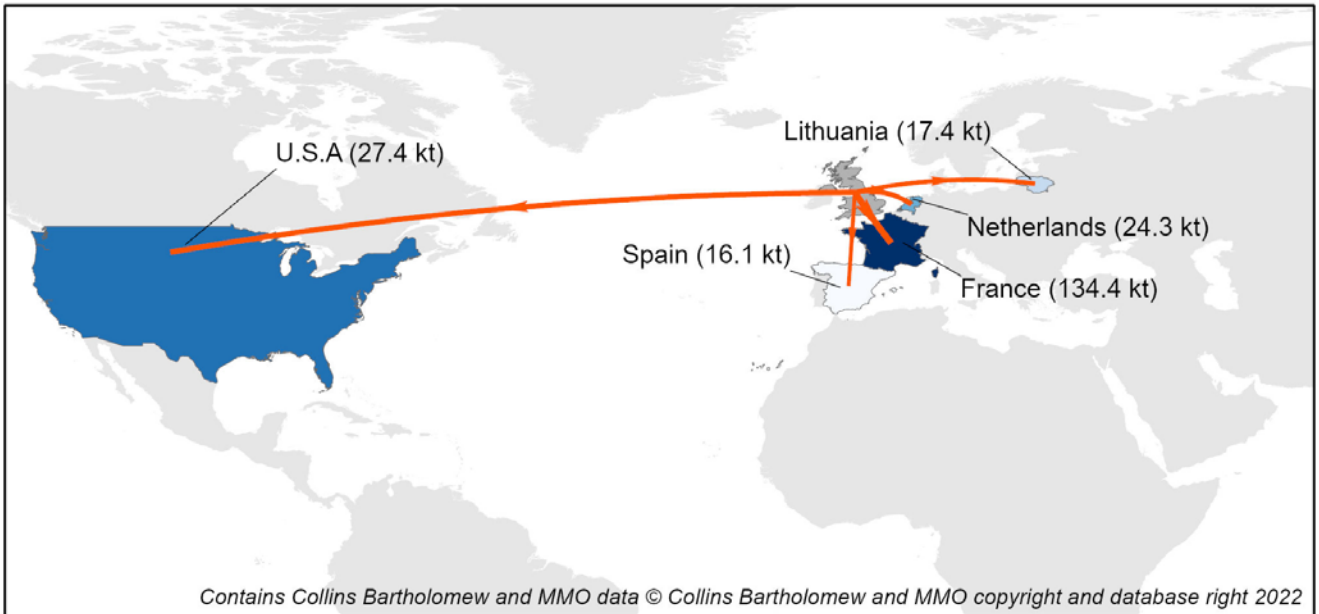 Lithuania (17.4 kt)
U.S.A (27.4 kt)
Netherlands (24.3 kt)
Spain (16.1 kt)
France (134.4 kt)
Contains Collins Bartholomew and MMO data © Collins Bartholomew and MMO copyright and database right 2022